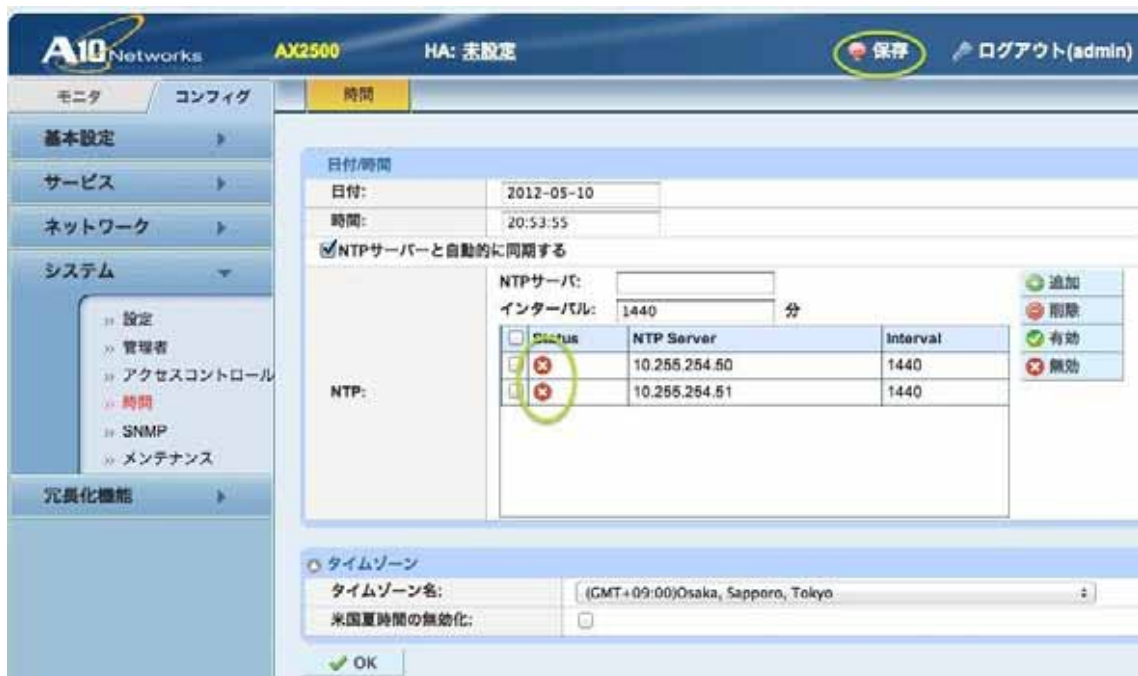 A10 Networks AX2500 HA: 未設定 保存 ログアウト(admin)
モニタ コンフィグ 時間
基本設定
サービス
ネットワーク
システム
» 設定
» 管理者
» アクセスコントロール
» 時間
» SNMP
» メンテナンス
冗長化機能
日付/時間
日付: 2012-05-10
時間: 20:53:55
NTPサーバーと自動的に同期する
NTP:
NTPサーバ:
インターバル: 1440 分
Status NTP Server Interval
10.255.254.50 1440
10.255.254.51 1440
追加
削除
有効
無効
タイムゾーン
タイムゾーン名: (GMT+09:00)Osaka, Sapporo, Tokyo
米国夏時間の無効化:
OK